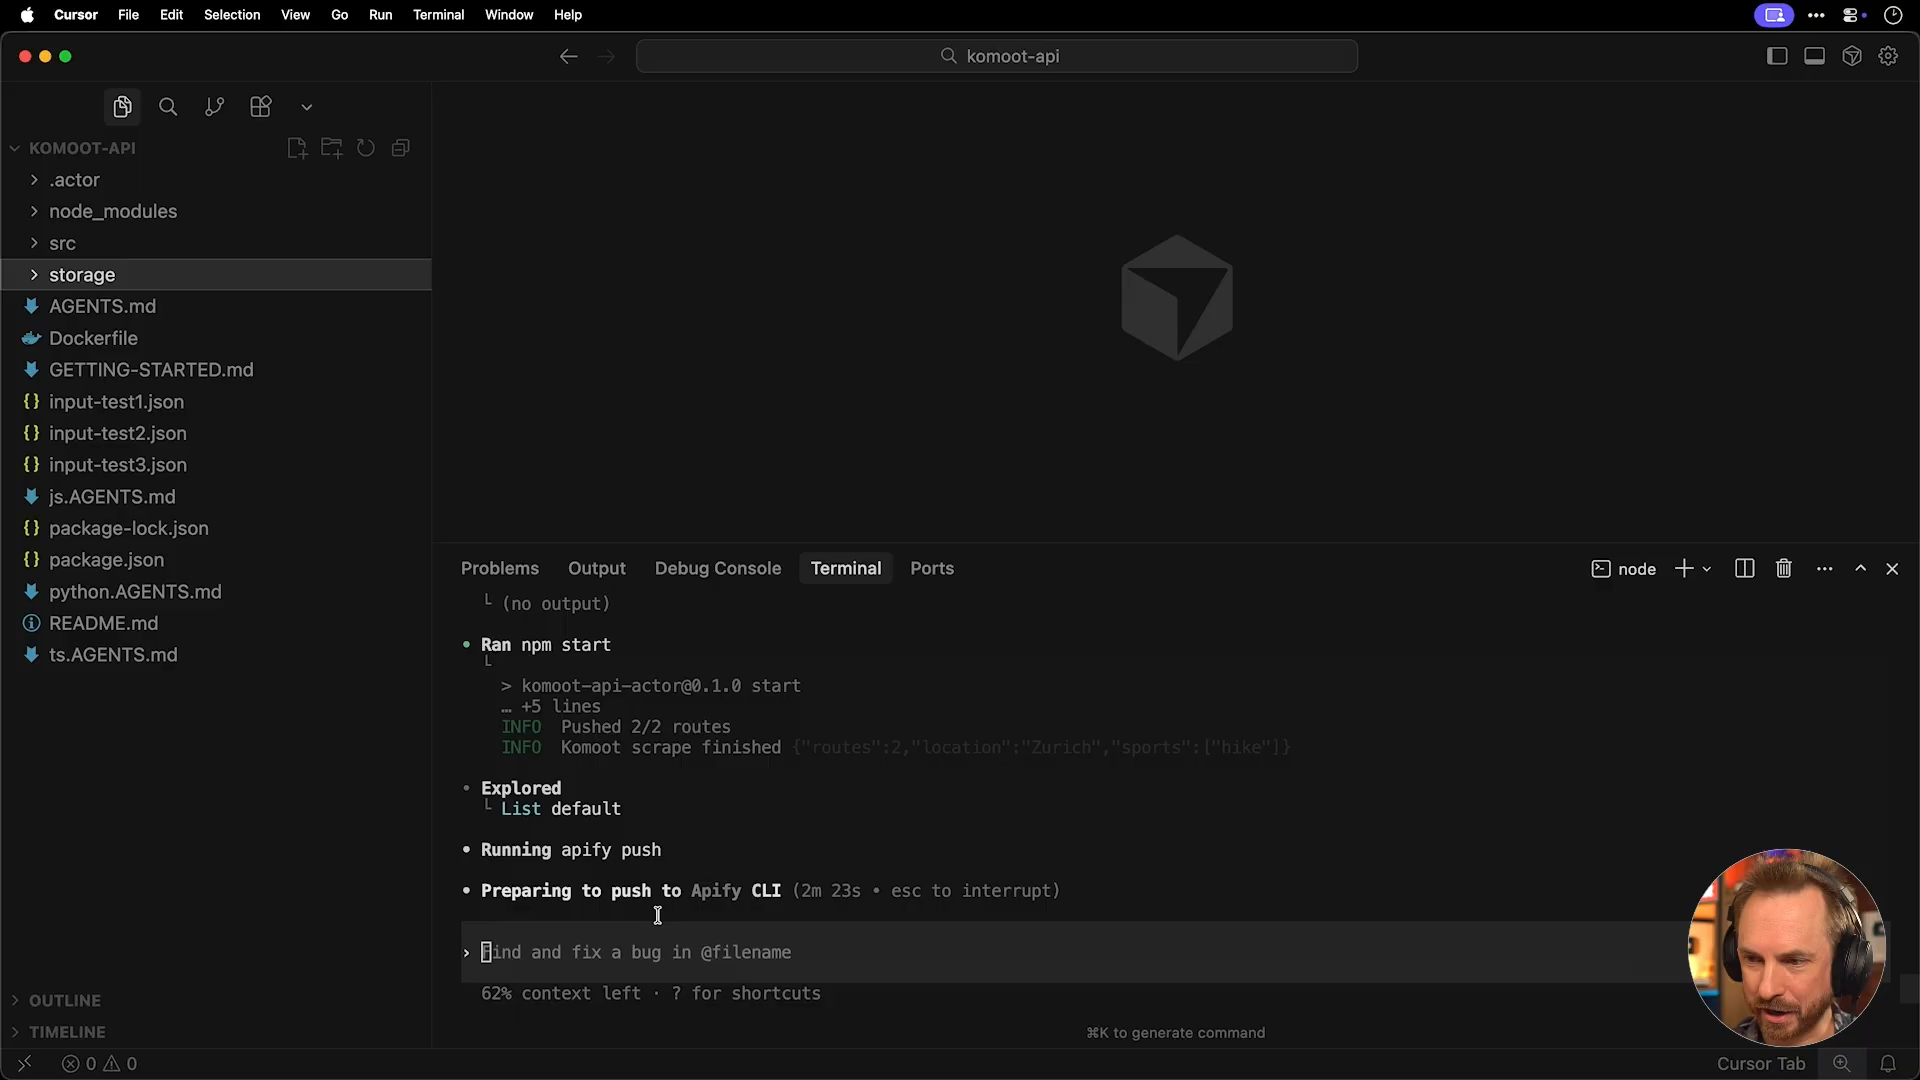 Cursor File Edit Selection View Go Run Terminal Window Help
komoot-api
KOMOOT-API
.actor
node_modules
src
storage
AGENTS.md
Dockerfile
GETTING-STARTED.md
input-test1.json
input-test2.json
input-test3.json
js.AGENTS.md
package-lock.json
package.json
python.AGENTS.md
README.md
ts.AGENTS.md
OUTLINE
TIMELINE
Problems Output Debug Console Terminal Ports
node
└ (no output)
• Ran npm start
└
> komoot-api-actor@0.1.0 start
… +5 lines
INFO Pushed 2/2 routes
INFO Komoot scrape finished {"routes":2,"location":"Zurich","sports":["hike"]}
• Explored
└ List default
• Running apify push
• Preparing to push to Apify CLI (2m 23s • esc to interrupt)
› Find and fix a bug in @filename
62% context left · ? for shortcuts
⌘K to generate command
0 0
Cursor Tab